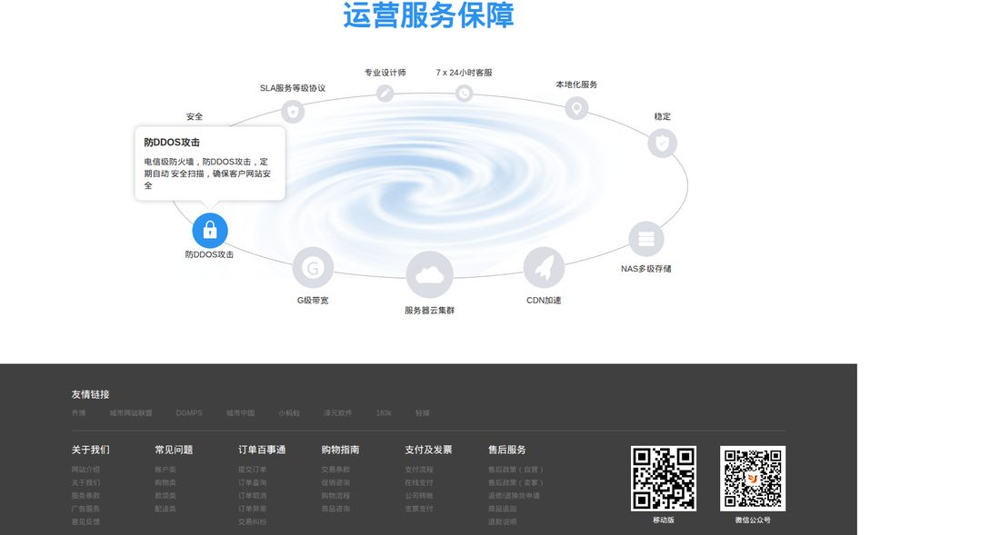 运营服务保障
专业设计师
7 x 24小时客服
SLA服务等级协议
本地化服务
安全
稳定
防DDOS攻击
电信级防火墙，防DDOS攻击，定
期自动 安全扫描，确保客户网站安
全
防DDOS攻击
G
G级带宽
服务器云集群
CDN加速
NAS多级存储
友情链接
齐博 城市网站联盟 DGMPS 城市中国 小蚂蚁 泽元软件 163k 轻媒
关于我们 常见问题 订单百事通 购物指南 支付及发票 售后服务
网站介绍 账户类 提交订单 交易条款 支付流程 售后政策（自营）
关于我们 购物类 订单查询 促销咨询 在线支付 售后政策（卖家）
服务条款 款项类 订单取消 购物流程 公司转账 返修/退换货申请
广告服务 配送类 订单异常 商品咨询 支票支付 商品返回
意见反馈 交易纠纷 退款说明
移动版 微信公众号